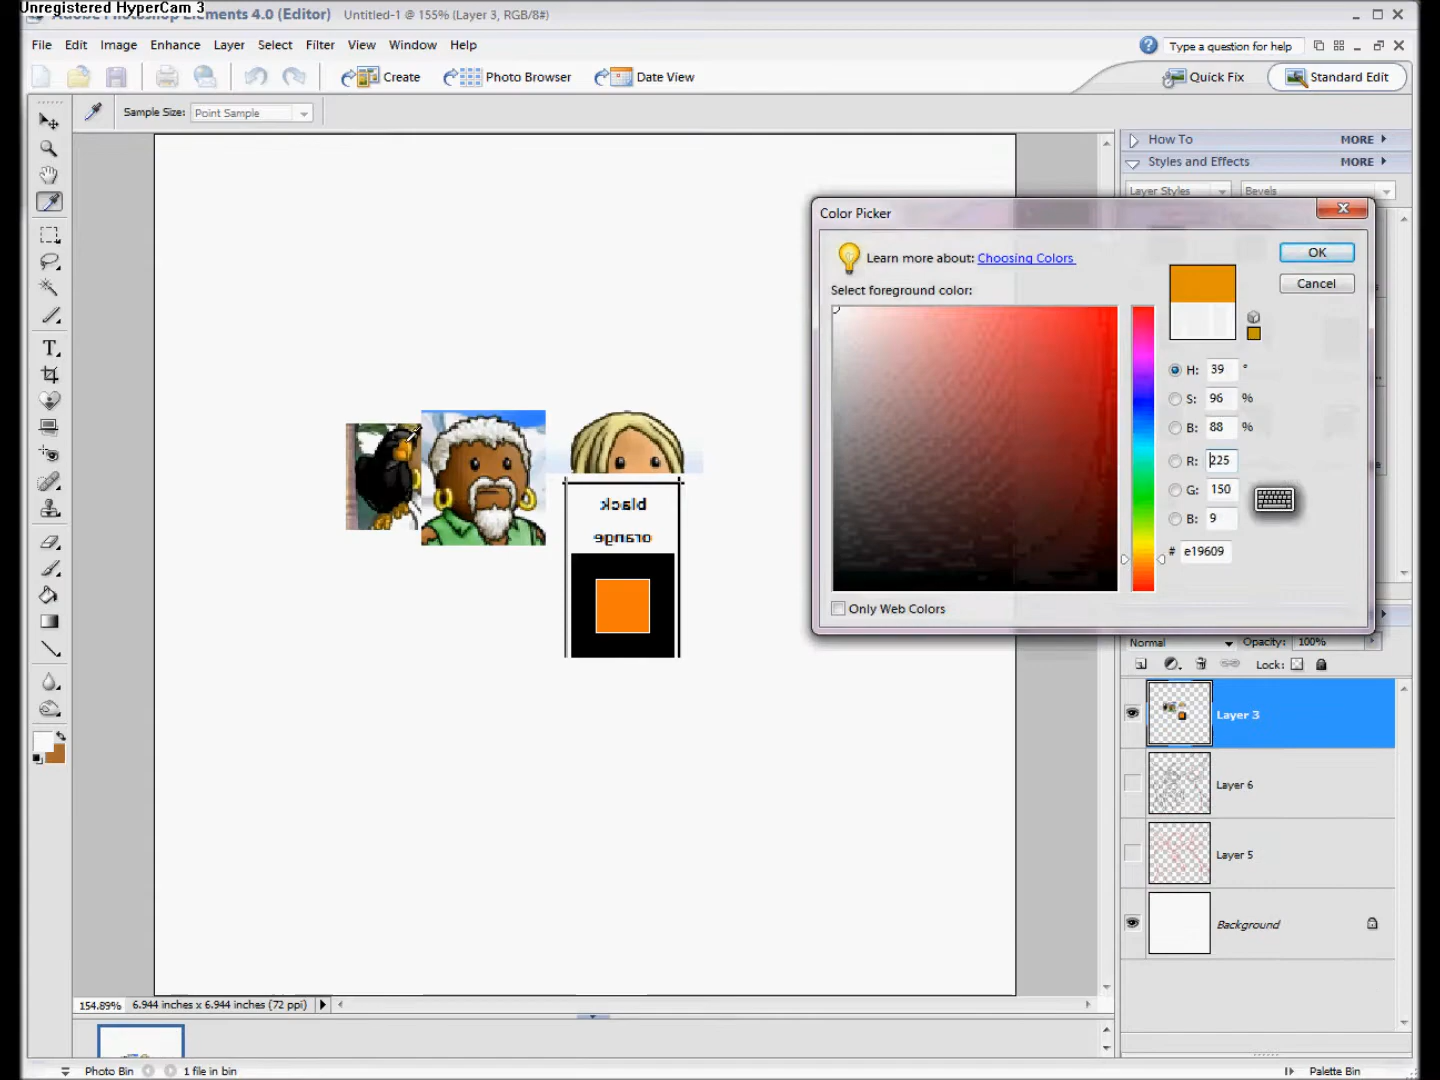 Unregistered HyperCam 3
Adobe Photoshop Elements 4.0 (Editor) Untitled-1 @ 155% (Layer 3, RGB/8#)
File Edit Image Enhance Layer Select Filter View Window Help
Type a question for help
Create Photo Browser Date View Quick Fix Standard Edit
Sample Size: Point Sample
How To MORE
Styles and Effects MORE
Layer Styles Bevels
Color Picker
Learn more about: Choosing Colors
OK
Select foreground color:
Cancel
H: 39 °
S: 96 %
B: 88 %
R: 225
G: 150
B: 9
# e19609
Only Web Colors
black
orange
Normal Opacity: 100%
Lock:
Layer 3
Layer 6
Layer 5
Background
154.89% 6.944 inches x 6.944 inches (72 ppi)
Photo Bin 1 file in bin Palette Bin